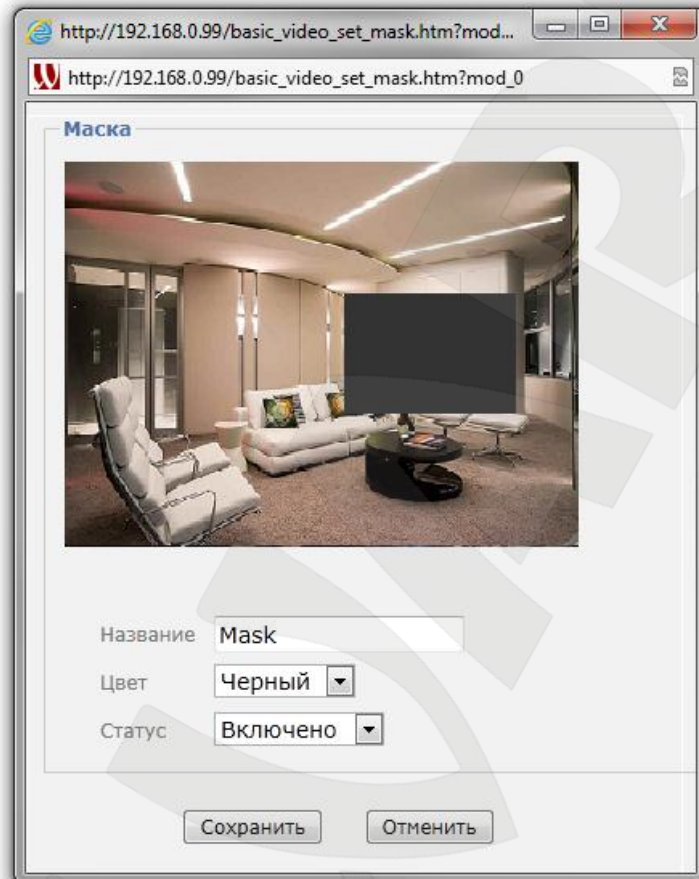 http://192.168.0.99/basic_video_set_mask.htm?mod...
http://192.168.0.99/basic_video_set_mask.htm?mod_0
Маска
Название Mask
Цвет Черный
Статус Включено
Сохранить Отменить